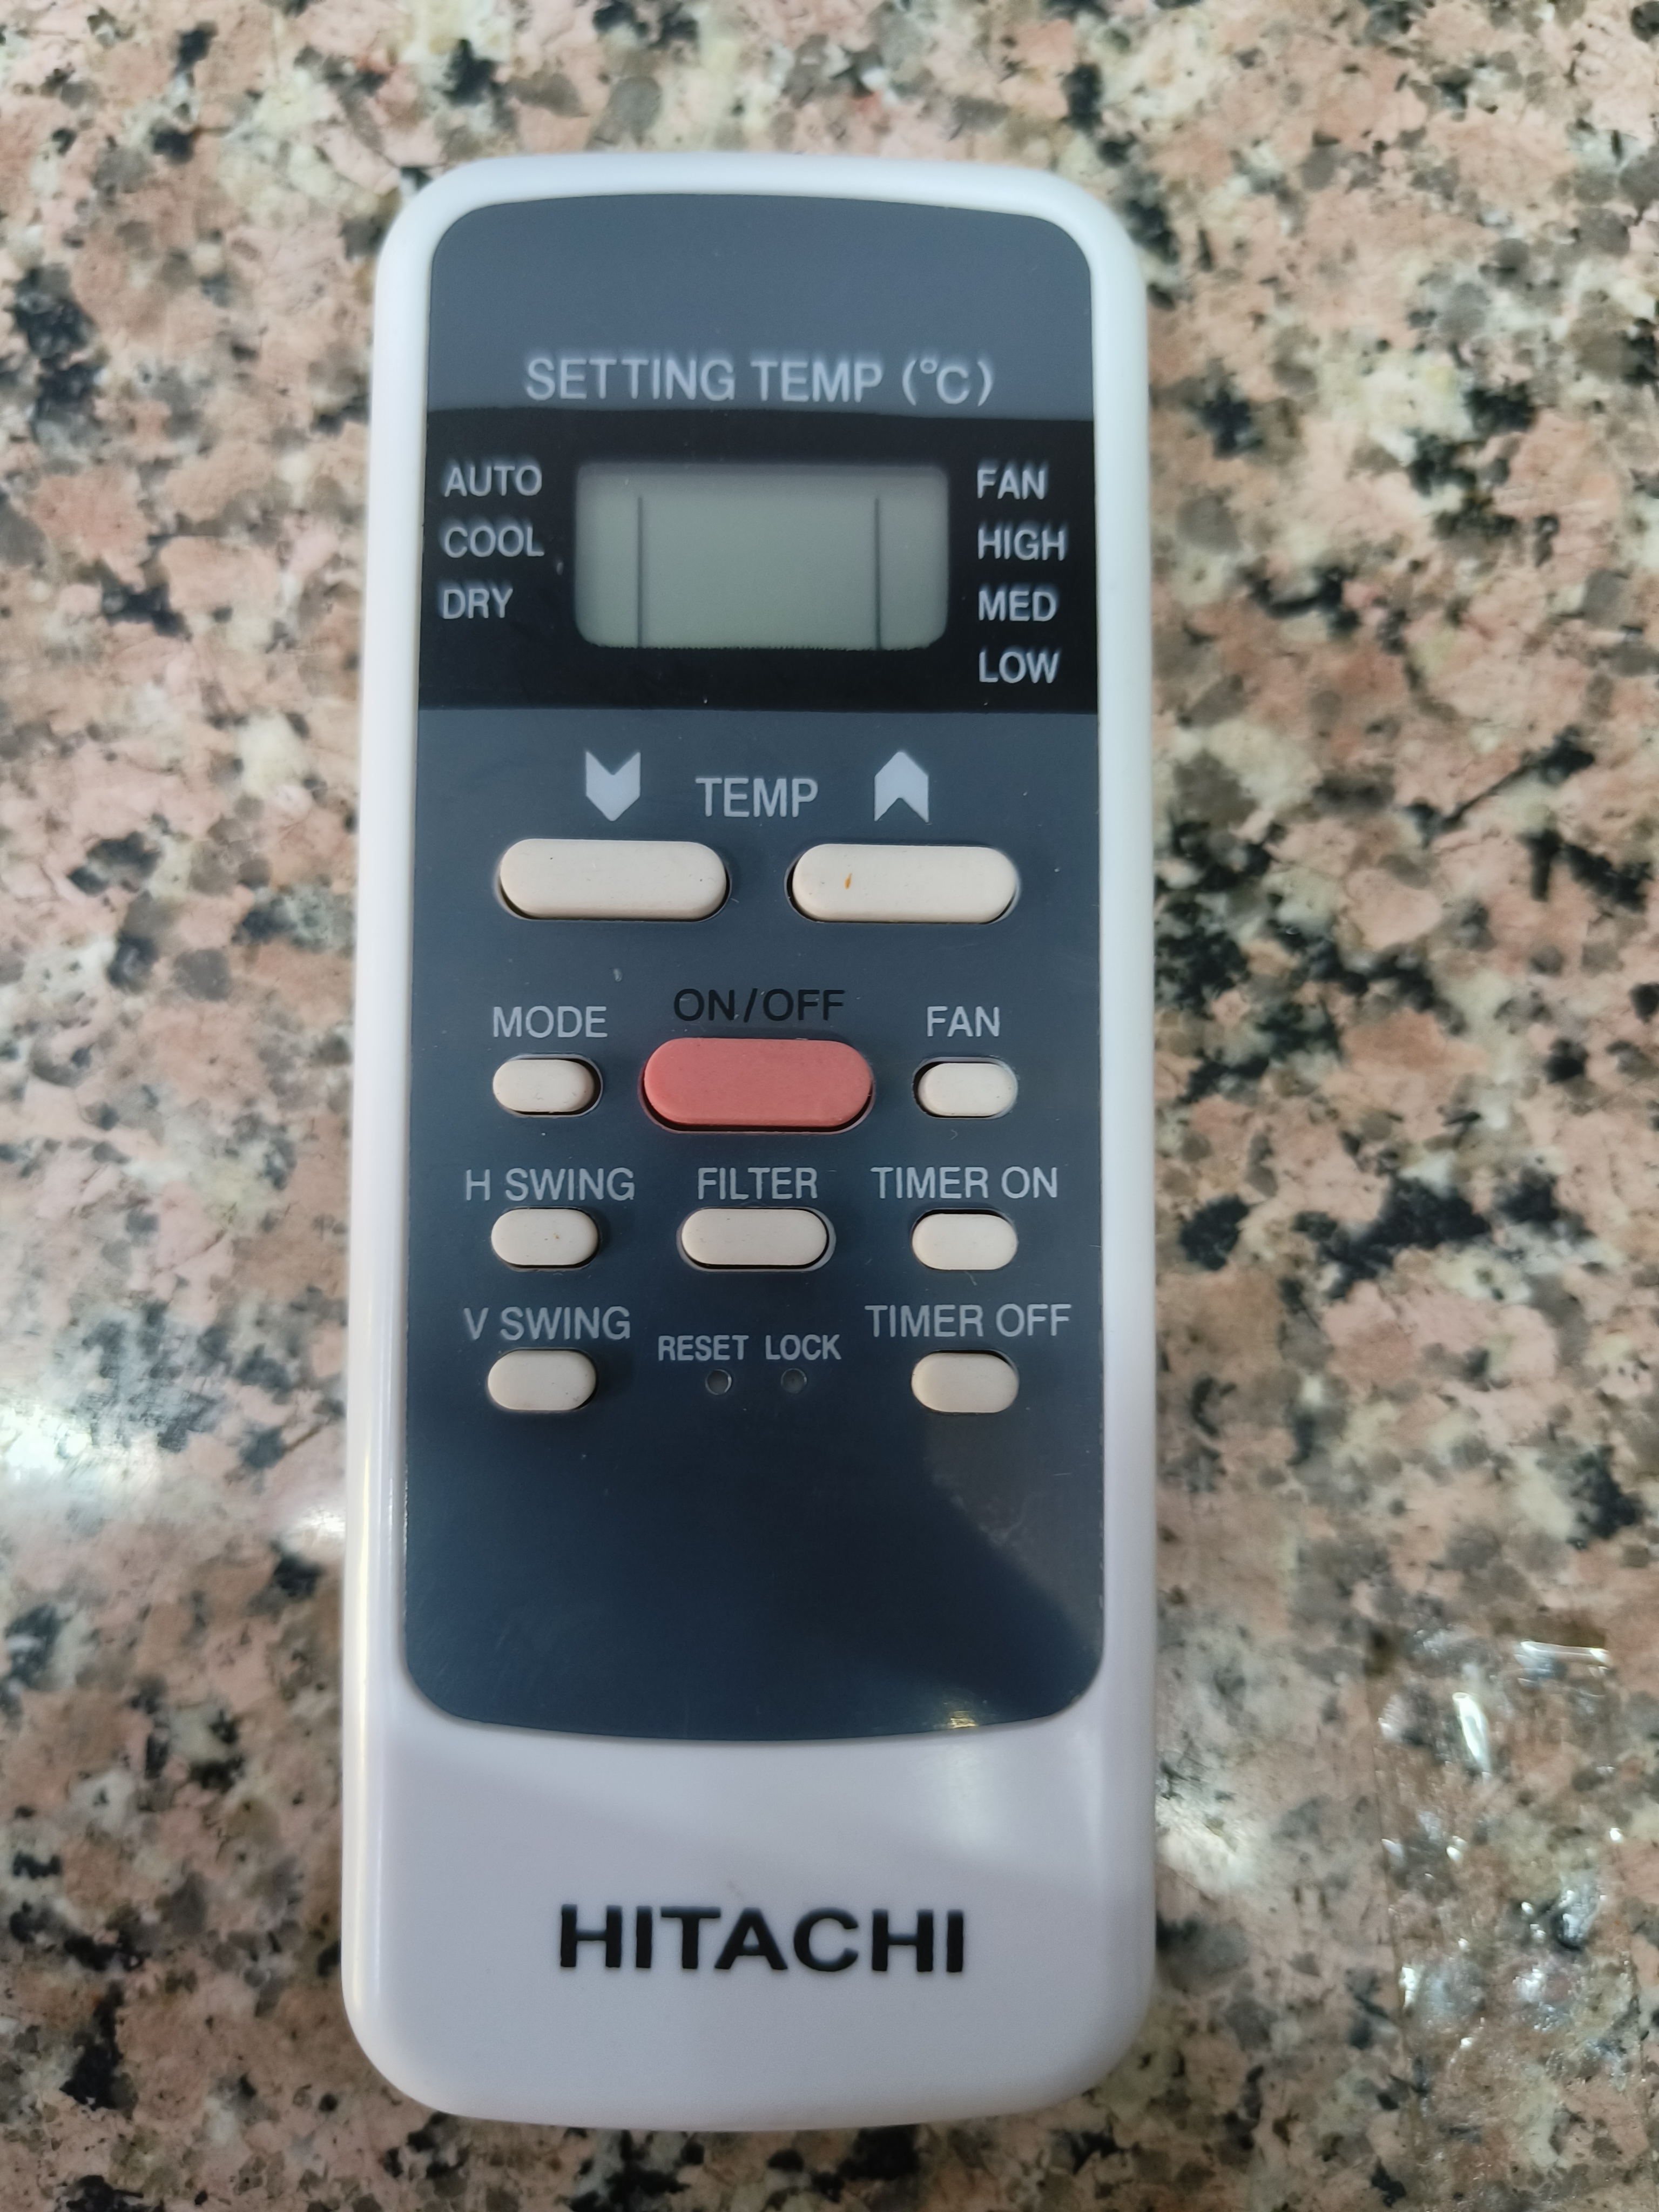 SETTING TEMP (°C)
AUTO
COOL
DRY
FAN
HIGH
MED
LOW
TEMP
MODE
ON/OFF
FAN
H SWING
FILTER
TIMER ON
V SWING
RESET
LOCK
TIMER OFF
HITACHI